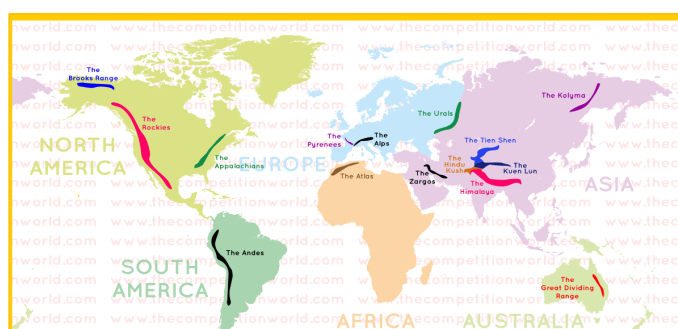 www.thecompetitionworld.com
The
Brooks Range
The
Rockies
NORTH
AMERICA
The
Appalachians
EUROPE
The
Pyrenees
The
Alps
The Urals
The Kolyma
The Tien Shen
The
Hindu
Kush
The
Kuen Lun
The
Zargos
The
Himalaya
ASIA
The Atlas
The Andes
SOUTH
AMERICA
AFRICA
The
Great Dividing
Range
AUSTRALIA